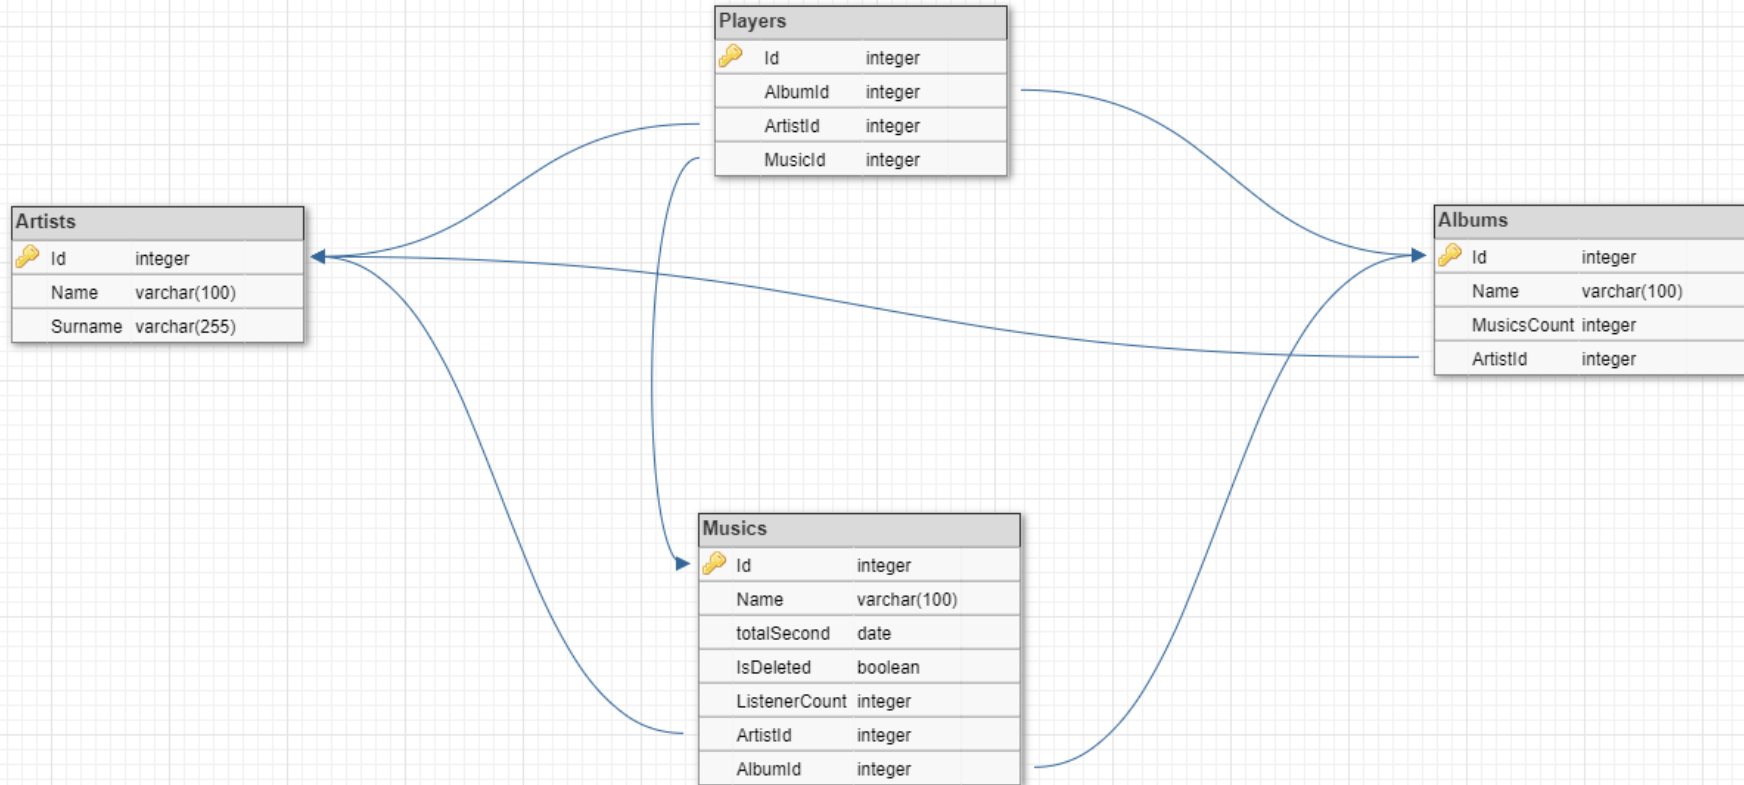 Players
Id integer
AlbumId integer
ArtistId integer
MusicId integer
Artists
Id integer
Name varchar(100)
Surname varchar(255)
Albums
Id integer
Name varchar(100)
MusicsCount integer
ArtistId integer
Musics
Id integer
Name varchar(100)
totalSecond date
IsDeleted boolean
ListenerCount integer
ArtistId integer
AlbumId integer